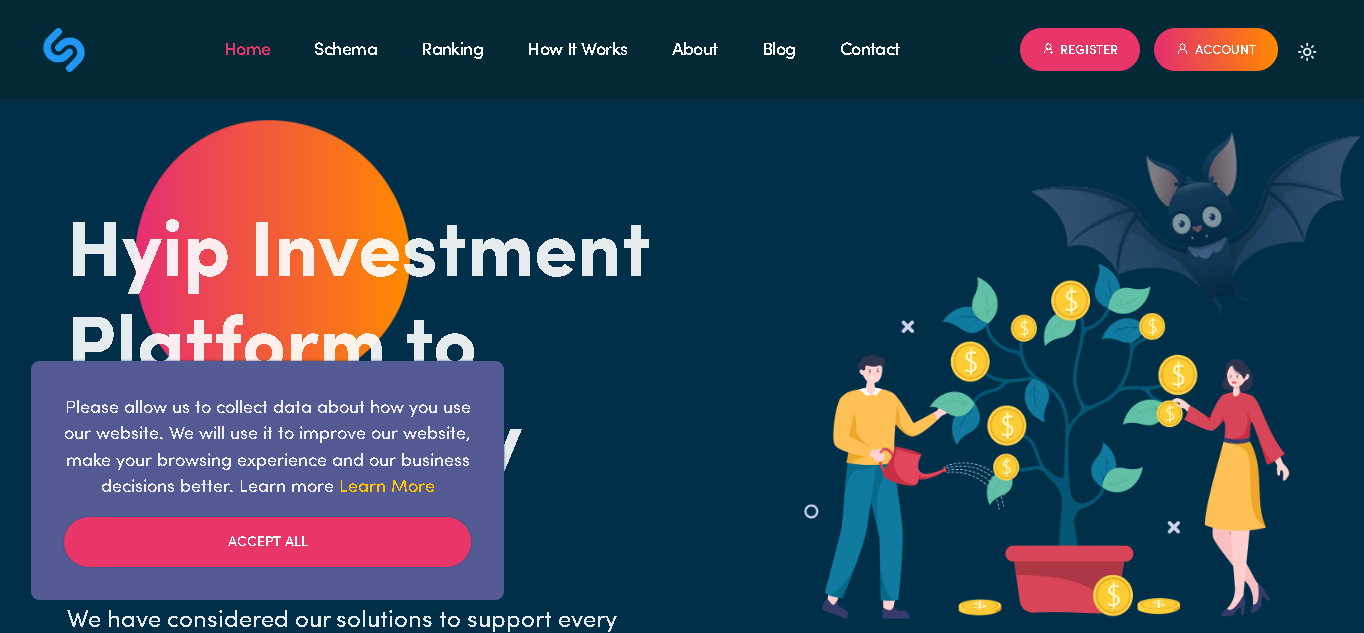 Home Schema Ranking How It Works About Blog Contact REGISTER ACCOUNT
Hyip Investment
Platform to
Please allow us to collect data about how you use
our website. We will use it to improve our website,
make your browsing experience and our business
decisions better. Learn more Learn More
ACCEPT ALL
We have considered our solutions to support every